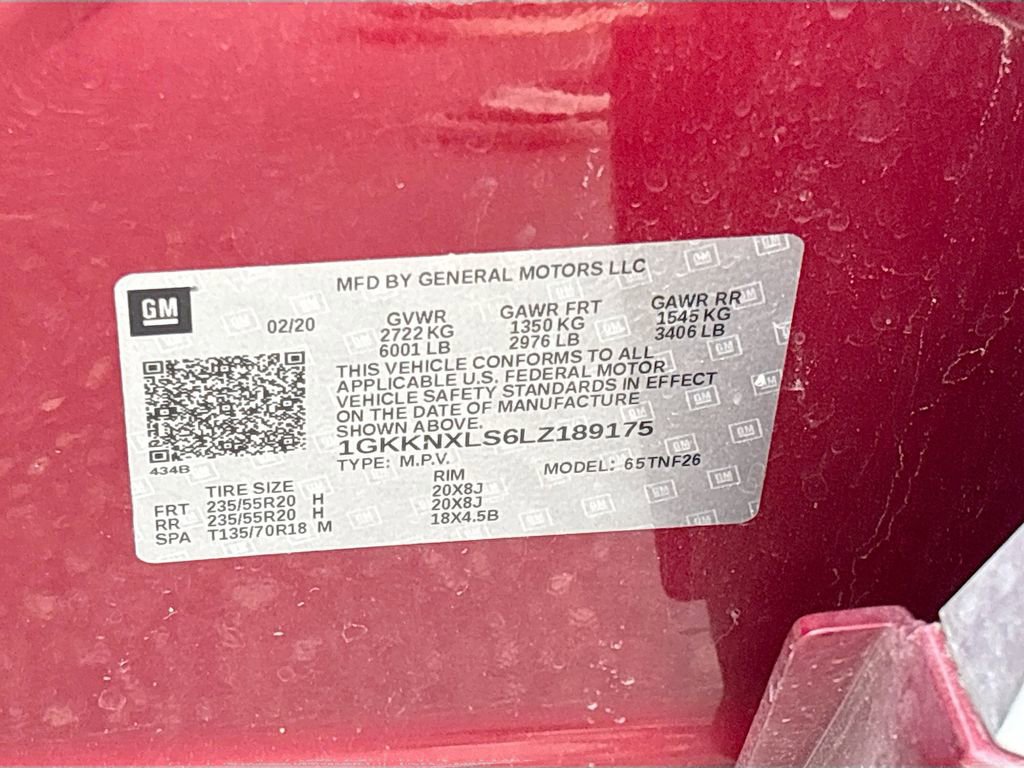 MFD BY GENERAL MOTORS LLC
GM
02/20
GVWR GAWR FRT GAWR RR
2722 KG 1350 KG 1545 KG
6001 LB 2976 LB 3406 LB
THIS VEHICLE CONFORMS TO ALL
APPLICABLE U.S. FEDERAL MOTOR
VEHICLE SAFETY STANDARDS IN EFFECT
ON THE DATE OF MANUFACTURE
SHOWN ABOVE.
1GKKNXLS6LZ189175
434B
TYPE: M.P.V. MODEL: 65TNF26
TIRE SIZE RIM
FRT 235/55R20 H 20X8J
RR 235/55R20 H 20X8J
SPA T135/70R18 M 18X4.5B